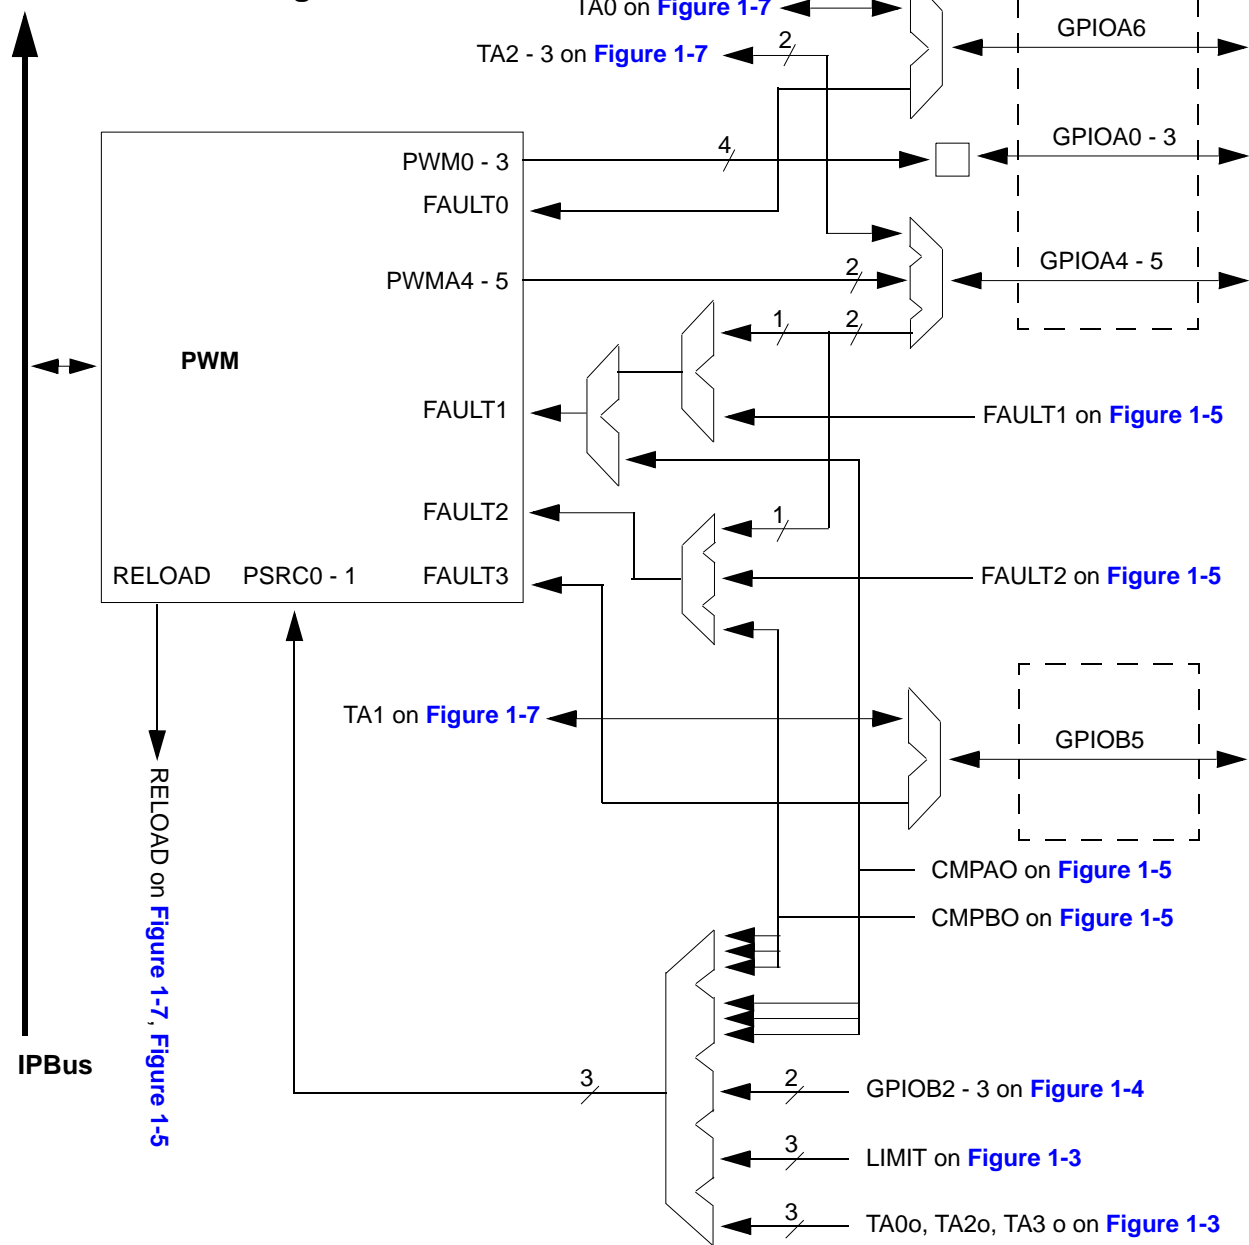 TA0 on Figure 1-7
GPIOA6
TA2 - 3 on Figure 1-7
2
PWM0 - 3
4
GPIOA0 - 3
FAULT0
PWMA4 - 5
2
GPIOA4 - 5
1
2
PWM
FAULT1
FAULT1 on Figure 1-5
FAULT2
1
RELOAD
PSRC0 - 1
FAULT3
FAULT2 on Figure 1-5
TA1 on Figure 1-7
GPIOB5
RELOAD on Figure 1-7, Figure 1-5
CMPAO on Figure 1-5
CMPBO on Figure 1-5
IPBus
3
2
GPIOB2 - 3 on Figure 1-4
3
LIMIT on Figure 1-3
3
TA0o, TA2o, TA3 o on Figure 1-3